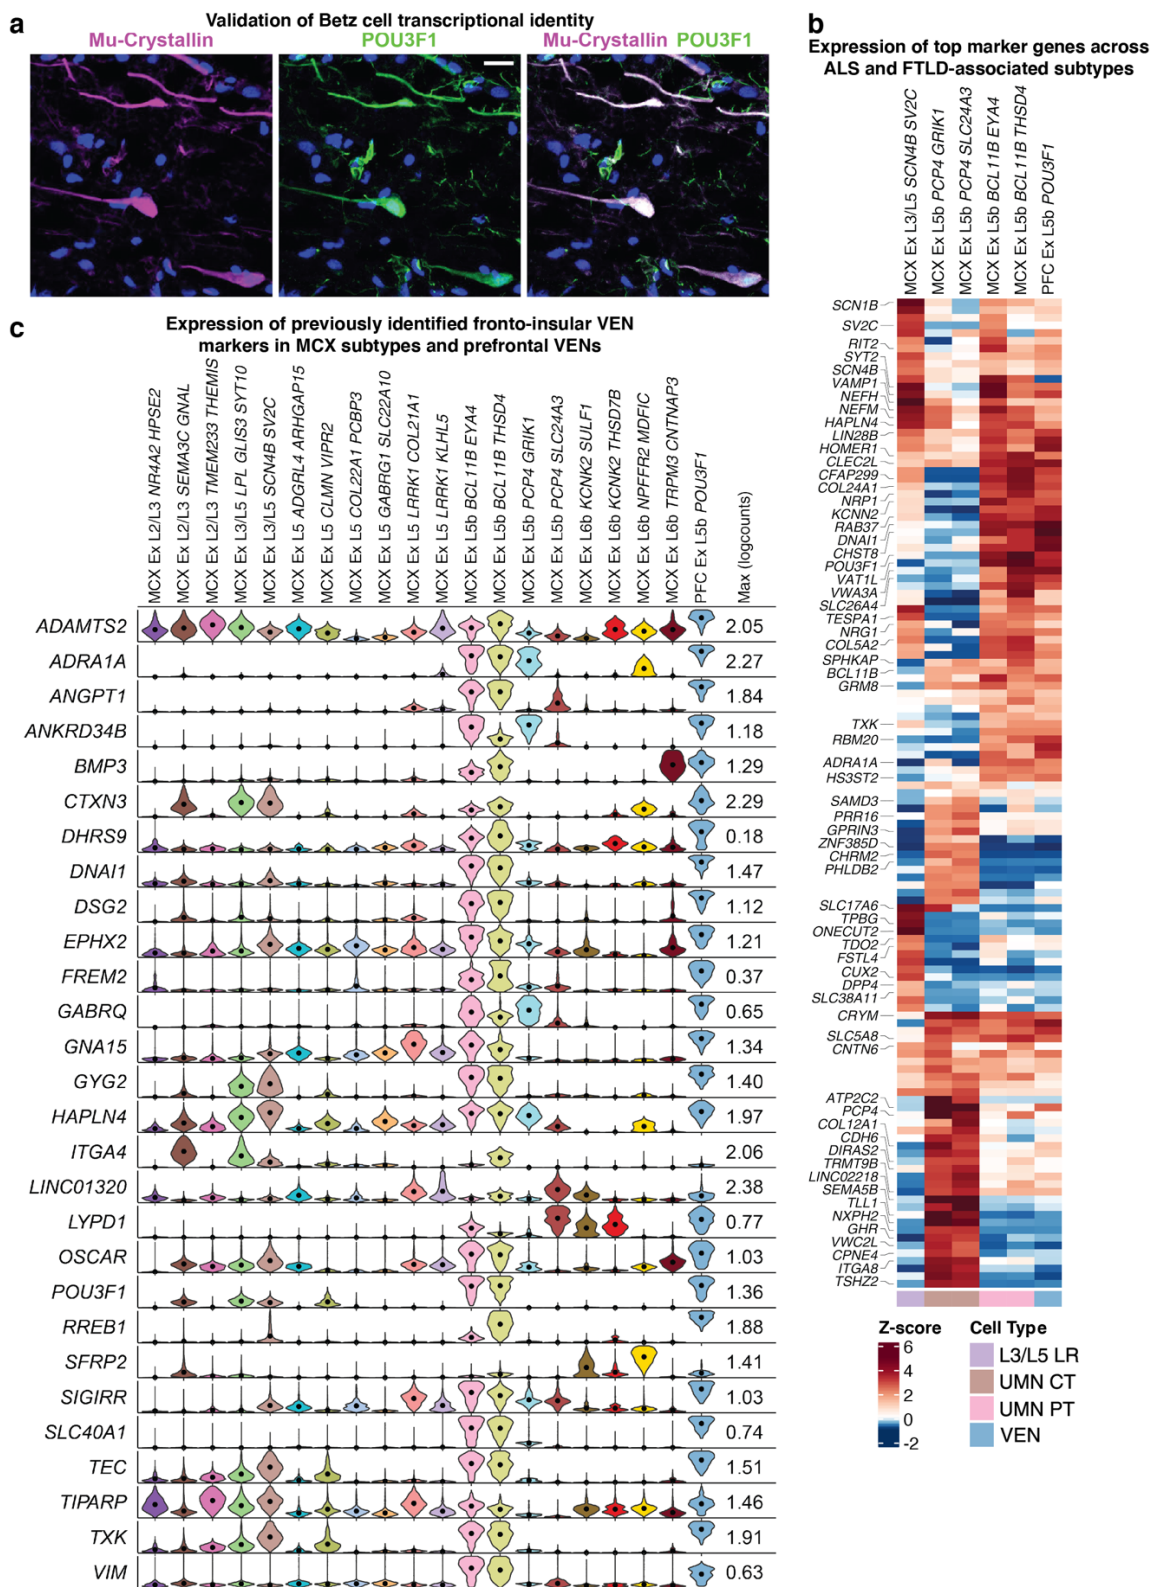 a
Validation of Betz cell transcriptional identity
Mu-Crystallin
POU3F1
Mu-Crystallin POU3F1
b
Expression of top marker genes across
ALS and FTLD-associated subtypes
MCX Ex L3/L5 SCN4B SV2C
MCX Ex L5b PCP4 GRIK1
MCX Ex L5b PCP4 SLC24A3
MCX Ex L5b BCL11B EYA4
MCX Ex L5b BCL11B THSD4
PFC Ex L5b POU3F1
SCN1B
SV2C
RIT2
SYT2
SCN4B
VAMP1
NEFH
NEFM
HAPLN4
LIN28B
HOMER1
CLEC2L
CFAP299
COL24A1
NRP1
KCNN2
RAB37
DNAI1
CHST8
POU3F1
VAT1L
VWA3A
SLC26A4
TESPA1
NRG1
COL5A2
SPHKAP
BCL11B
GRM8
TXK
RBM20
ADRA1A
HS3ST2
SAMD3
PRR16
GPRIN3
ZNF385D
CHRM2
PHLDB2
SLC17A6
TPBG
ONECUT2
TDO2
FSTL4
CUX2
DPP4
SLC38A11
CRYM
SLC5A8
CNTN6
ATP2C2
PCP4
COL12A1
CDH6
DIRAS2
TRMT9B
LINC02218
SEMA5B
TLL1
NXPH2
GHR
VWC2L
CPNE4
ITGA8
TSHZ2
Z-score
6
4
2
0
-2
Cell Type
L3/L5 LR
UMN CT
UMN PT
VEN
c
Expression of previously identified fronto-insular VEN
markers in MCX subtypes and prefrontal VENs
MCX Ex L2/L3 NR4A2 HPSE2
MCX Ex L2/L3 SEMA3C GNAL
MCX Ex L2/L3 TMEM233 THEMIS
MCX Ex L3/L5 LPL GLIS3 SYT10
MCX Ex L3/L5 SCN4B SV2C
MCX Ex L5 ADGRL4 ARHGAP15
MCX Ex L5 CLMN VIPR2
MCX Ex L5 COL22A1 PCBP3
MCX Ex L5 GABRG1 SLC22A10
MCX Ex L5 LRRK1 COL21A1
MCX Ex L5 LRRK1 KLHL5
MCX Ex L5b BCL11B EYA4
MCX Ex L5b BCL11B THSD4
MCX Ex L5b PCP4 GRIK1
MCX Ex L5b PCP4 SLC24A3
MCX Ex L6b KCNK2 SULF1
MCX Ex L6b KCNK2 THSD7B
MCX Ex L6b NPFFR2 MDFIC
MCX Ex L6b TRPM3 CNTNAP3
PFC Ex L5b POU3F1
Max (logcounts)
ADAMTS2 2.05
ADRA1A 2.27
ANGPT1 1.84
ANKRD34B 1.18
BMP3 1.29
CTXN3 2.29
DHRS9 0.18
DNAI1 1.47
DSG2 1.12
EPHX2 1.21
FREM2 0.37
GABRQ 0.65
GNA15 1.34
GYG2 1.40
HAPLN4 1.97
ITGA4 2.06
LINC01320 2.38
LYPD1 0.77
OSCAR 1.03
POU3F1 1.36
RREB1 1.88
SFRP2 1.41
SIGIRR 1.03
SLC40A1 0.74
TEC 1.51
TIPARP 1.46
TXK 1.91
VIM 0.63